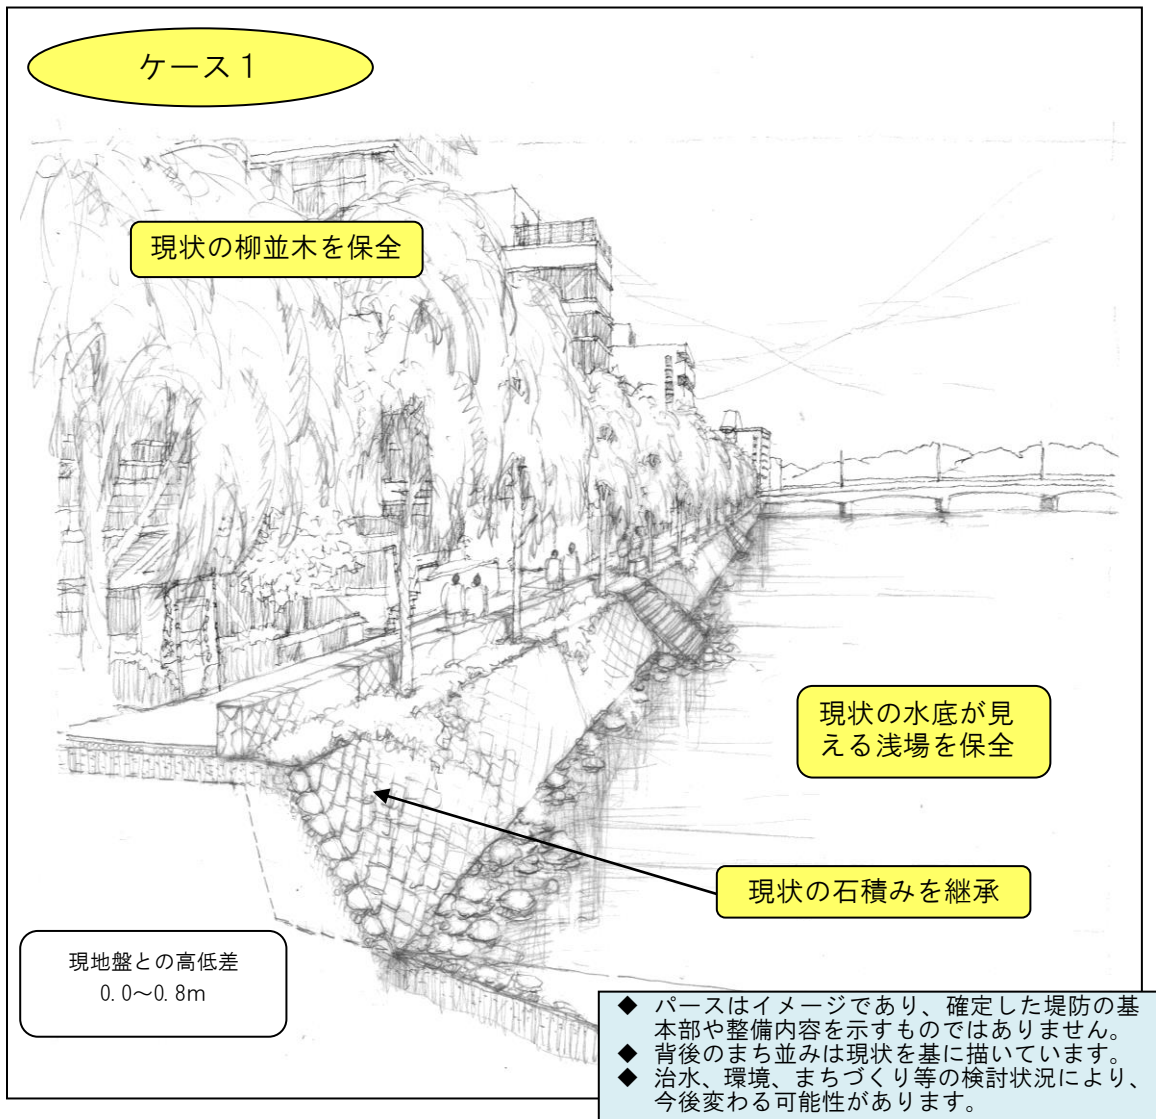 ケース1
現状の柳並木を保全
現状の水底が見
える浅場を保全
現状の石積みを継承
現地盤との高低差
0.0～0.8m
◆ パースはイメージであり、確定した堤防の基
本部や整備内容を示すものではありません。
◆ 背後のまち並みは現状を基に描いています。
◆ 治水、環境、まちづくり等の検討状況により、
今後変わる可能性があります。